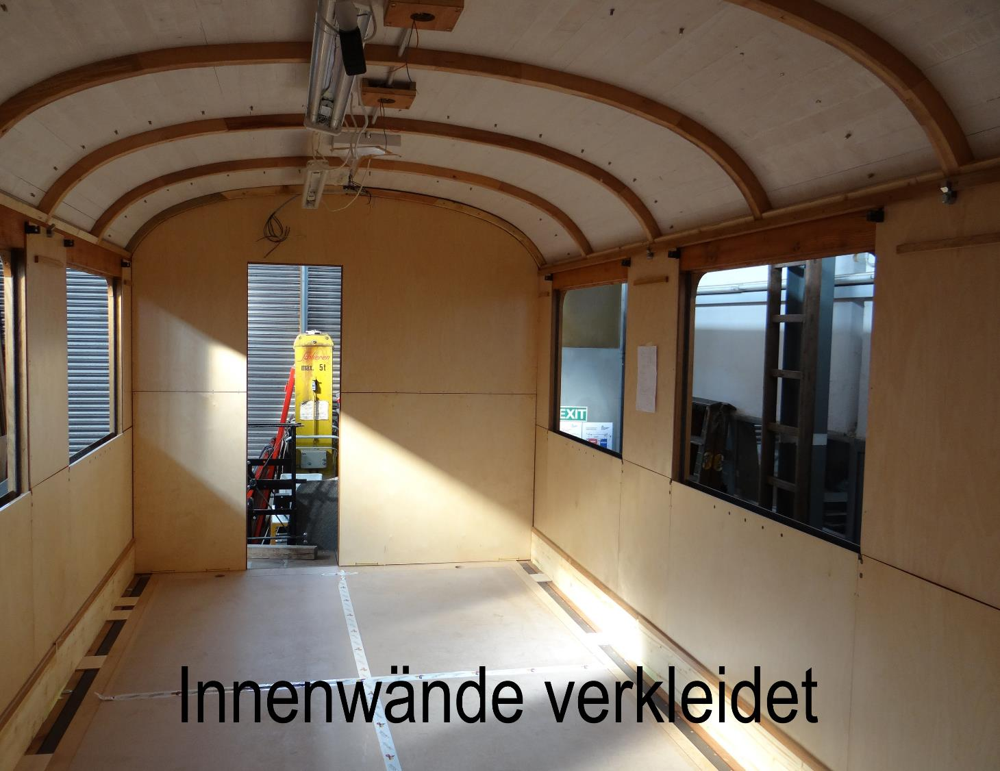 Schlieren
max. 5t
EXIT
Innenwände verkleidet